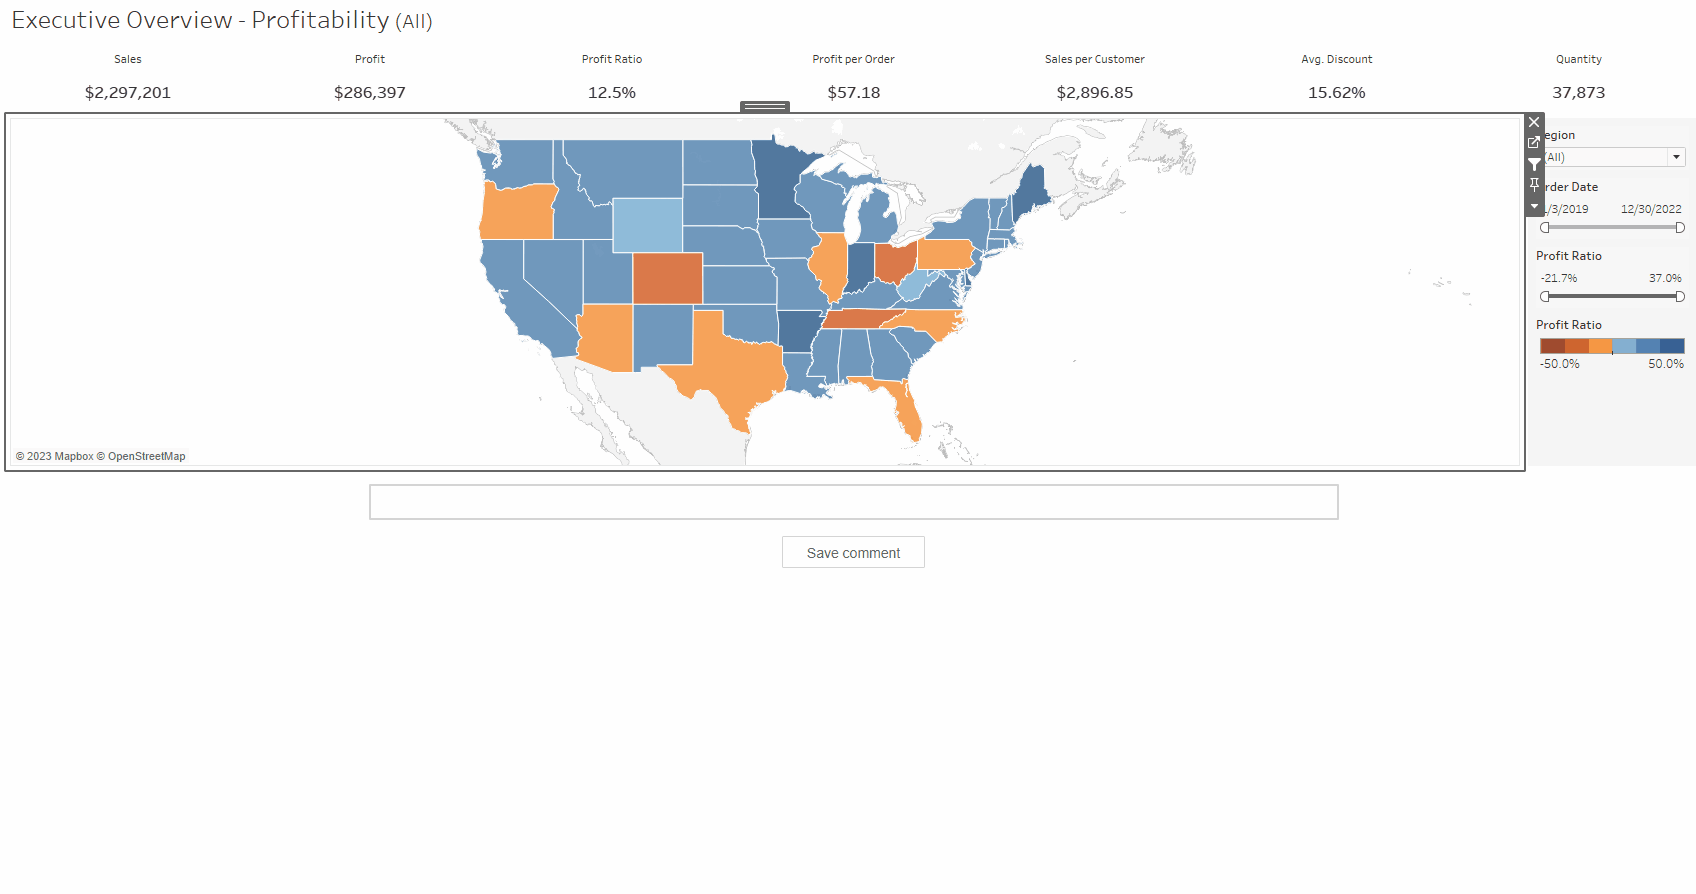 Executive Overview - Profitability (All)
Sales Profit Profit Ratio Profit per Order Sales per Customer Avg. Discount Quantity
$2,297,201 $286,397 12.5% $57.18 $2,896.85 15.62% 37,873
egion
(All)
rder Date
1/3/2019 12/30/2022
Profit Ratio
-21.7% 37.0%
Profit Ratio
-50.0% 50.0%
© 2023 Mapbox © OpenStreetMap
Save comment